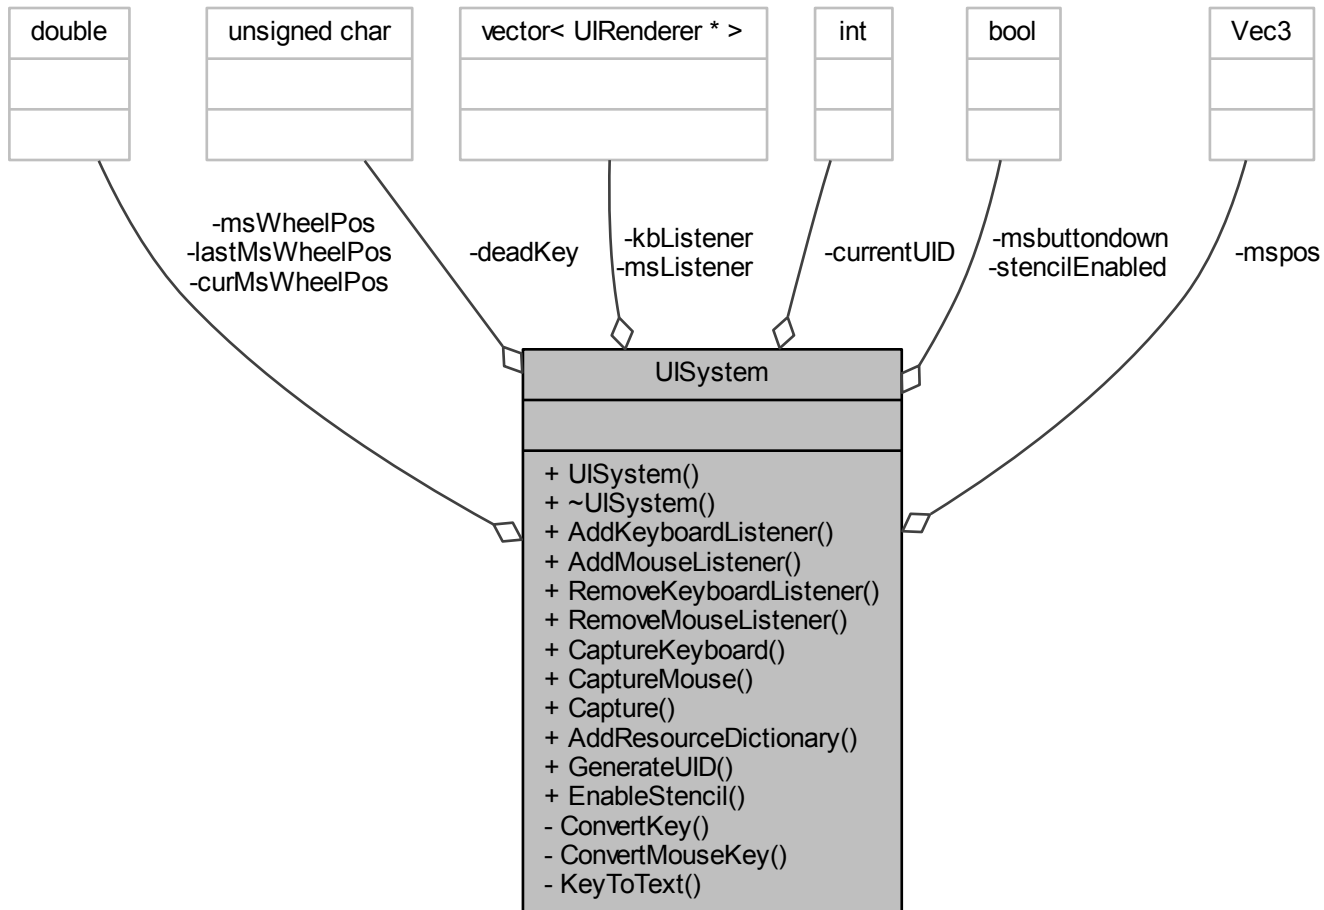 double
unsigned char
vector< UIRenderer * >
int
bool
Vec3
-msWheelPos
-lastMsWheelPos
-curMsWheelPos
-deadKey
-kbListener
-msListener
-currentUID
-msbuttondown
-stencilEnabled
-mspos
UISystem
+ UISystem()
+ ~UISystem()
+ AddKeyboardListener()
+ AddMouseListener()
+ RemoveKeyboardListener()
+ RemoveMouseListener()
+ CaptureKeyboard()
+ CaptureMouse()
+ Capture()
+ AddResourceDictionary()
+ GenerateUID()
+ EnableStencil()
- ConvertKey()
- ConvertMouseKey()
- KeyToText()